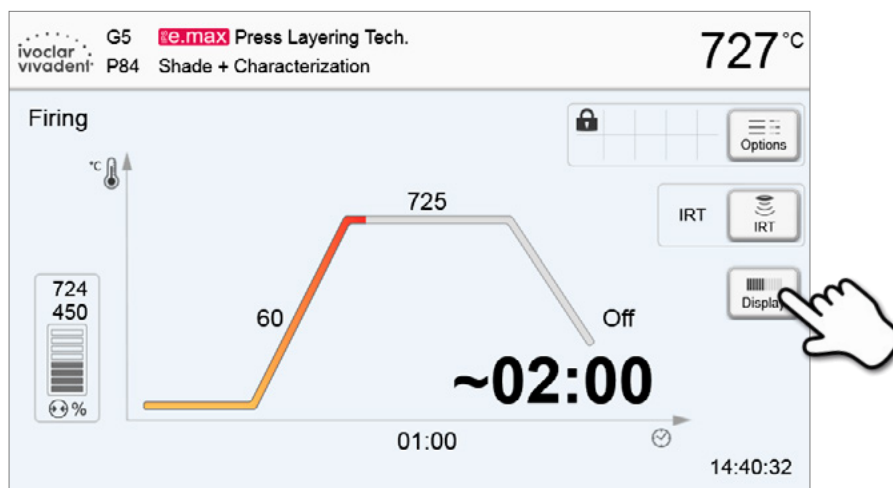 ivoclar
vivadent
G5 e.max Press Layering Tech.
P84 Shade + Characterization
727 °C
Firing
Options
°C
725
IRT
IRT
724
450
60
Off
Display
~02:00
%
01:00
14:40:32